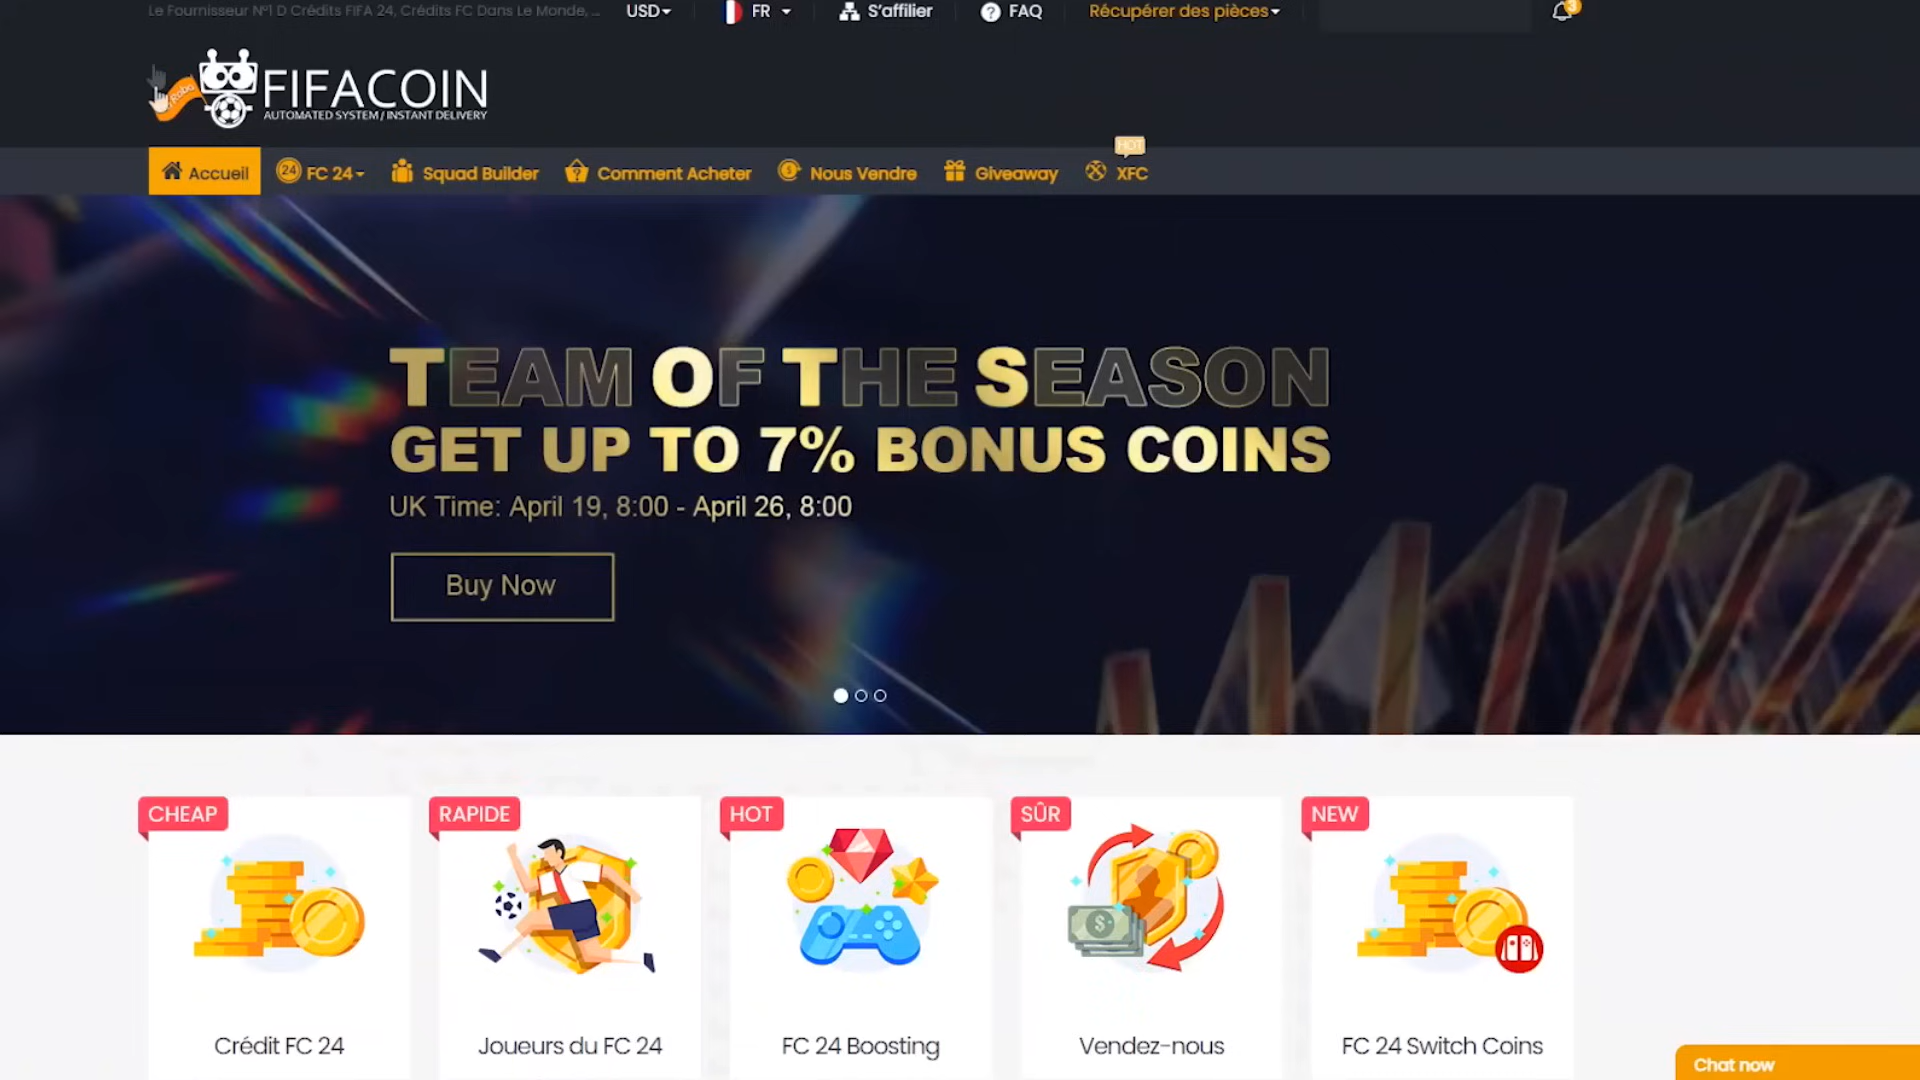 Le Fournisseur N°1 D Crédits FIFA 24, Crédits FC Dans Le Monde, ...
USD
FR
S'affilier
FAQ
Récupérer des pièces
3
FIFACOIN
AUTOMATED SYSTEM / INSTANT DELIVERY
HOT
Accueil
24
FC 24
Squad Builder
Comment Acheter
Nous Vendre
Giveaway
XFC
TEAM OF THE SEASON
GET UP TO 7% BONUS COINS
UK Time: April 19, 8:00 - April 26, 8:00
Buy Now
CHEAP
RAPIDE
HOT
SÛR
NEW
Crédit FC 24
Joueurs du FC 24
FC 24 Boosting
Vendez-nous
FC 24 Switch Coins
Chat now